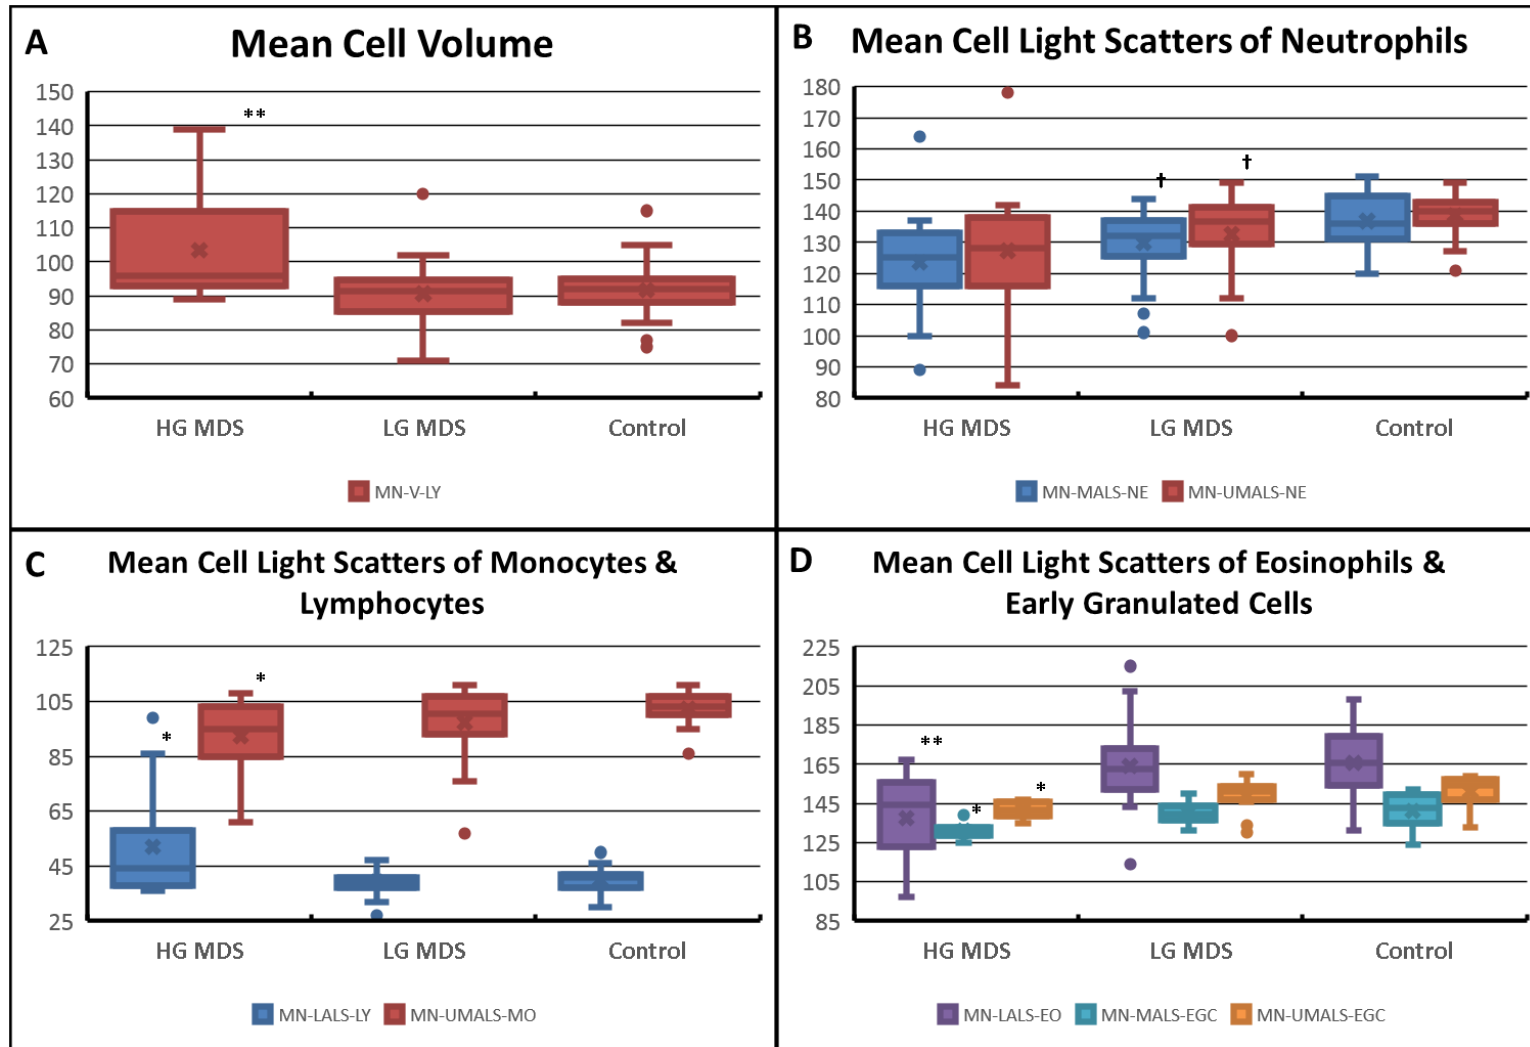 A
Mean Cell Volume
150
140
130
120
110
100
90
80
70
60
**
HG MDS
LG MDS
Control
MN-V-LY
B
Mean Cell Light Scatters of Neutrophils
180
170
160
150
140
130
120
110
100
90
80
†
†
HG MDS
LG MDS
Control
MN-MALS-NE
MN-UMALS-NE
C
Mean Cell Light Scatters of Monocytes &
Lymphocytes
125
105
85
65
45
25
*
*
HG MDS
LG MDS
Control
MN-LALS-LY
MN-UMALS-MO
D
Mean Cell Light Scatters of Eosinophils &
Early Granulated Cells
225
205
185
165
145
125
105
85
**
*
*
HG MDS
LG MDS
Control
MN-LALS-EO
MN-MALS-EGC
MN-UMALS-EGC